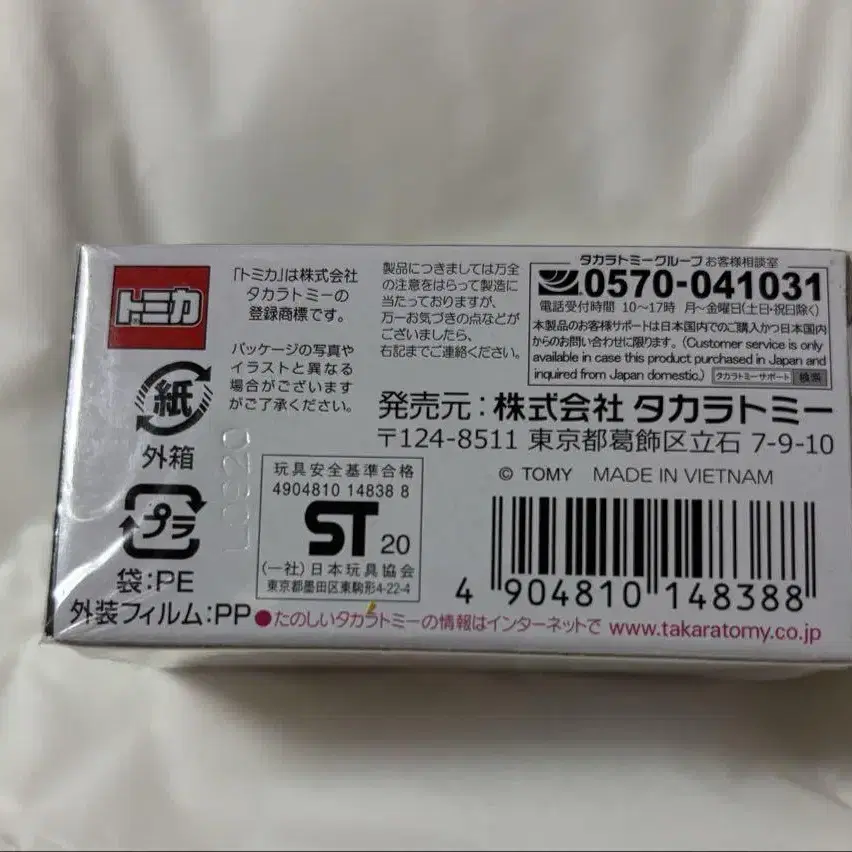 トミカ
「トミカ」は株式会社
タカラトミーの
登録商標です。
パッケージの写真や
イラストと異なる
場合がございます
がご了承ください。
製品につきましては万全
の注意をはらって製造に
当たっておりますが、
万一お気づきの点などが
ございましたら、
右記までご連絡ください。
タカラトミーグループ お客様相談室
0570-041031
電話受付時間 10〜17時 月〜金曜日(土日・祝日除く)
本製品のお客様サポートは日本国内でのご購入かつ日本国内
からのお問い合わせに限ります。(Customer service is only
available in case this product purchased in Japan and
inquired from Japan domestic.) タカラトミーサポート 検索
発売元：株式会社 タカラトミー
〒124-8511 東京都葛飾区立石 7-9-10
© TOMY MADE IN VIETNAM
紙
外箱
プラ
袋:PE
外装フィルム:PP
玩具安全基準合格
4904810 14838 8
ST 20
(一社)日本玩具協会
東京都墨田区東駒形4-22-4
4 904810 148388
●たのしいタカラトミーの情報はインターネットで www.takaratomy.co.jp